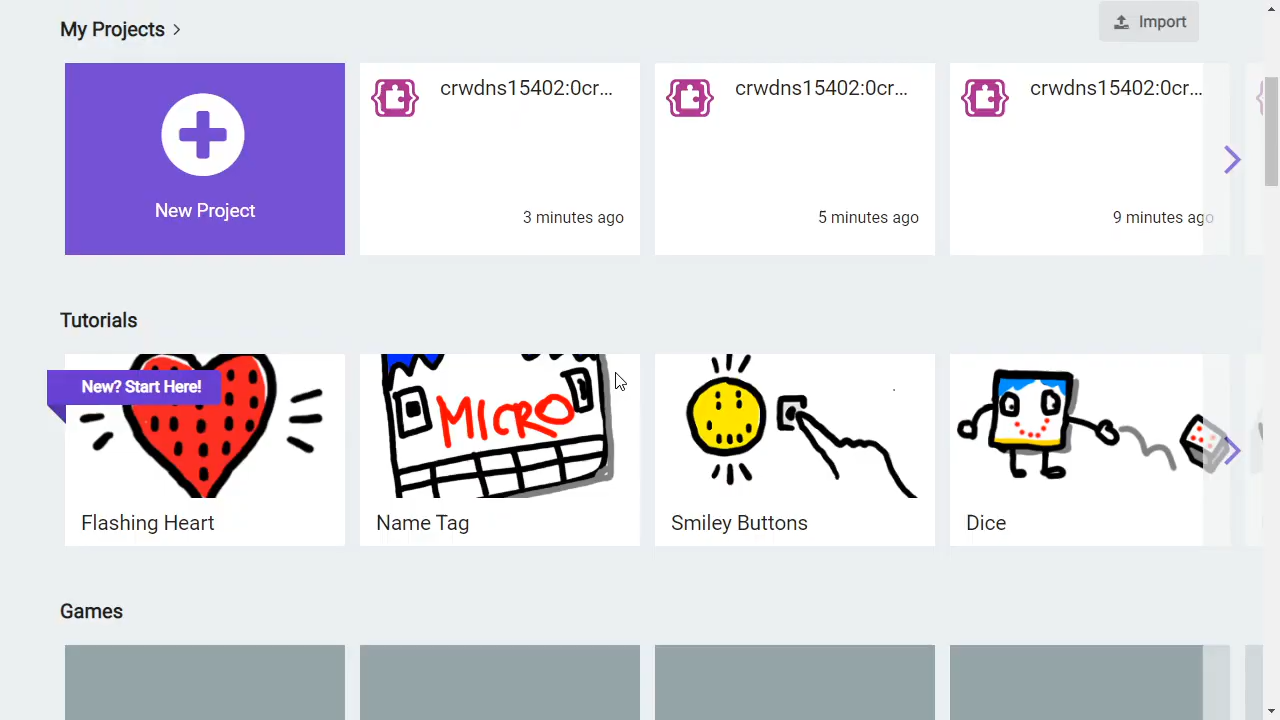 My Projects
Import
New Project
crwdns15402:0cr...
3 minutes ago
crwdns15402:0cr...
5 minutes ago
crwdns15402:0cr...
9 minutes ago
Tutorials
New? Start Here!
MICRO
Flashing Heart
Name Tag
Smiley Buttons
Dice
Games